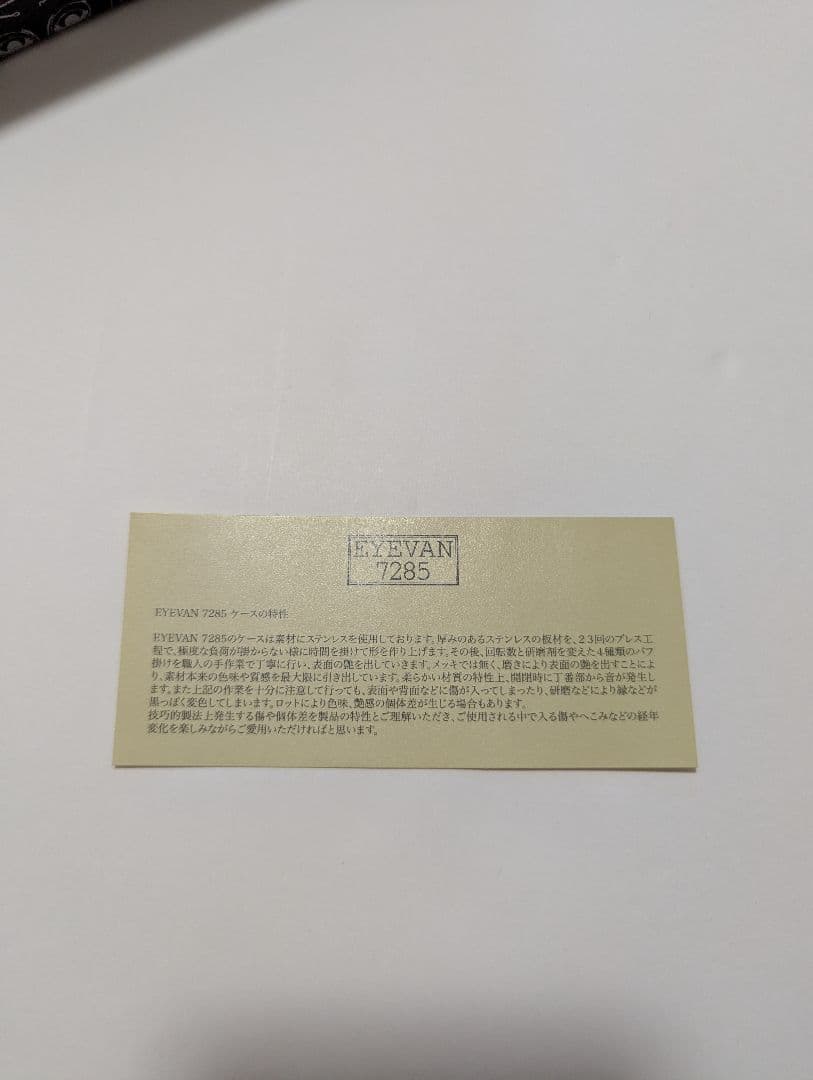 EYEVAN
7285
EYEVAN 7285 ケースの特性
EYEVAN 7285のケースは素材にステンレスを使用しております。厚みのあるステンレスの板材を、23回のプレス工
程で、極度な負荷が掛からない様に時間を掛けて形を作り上げます。その後、回転数と研磨剤を変えた4種類のバフ
掛けを職人の手作業で丁寧に行い、表面の艶を出していきます。メッキでは無く、磨きにより表面の艶を出すことによ
り、素材本来の色味や質感を最大限に引き出しています。柔らかい材質の特性上、開閉時に丁番部から音が発生し
ます。また上記の作業を十分に注意して行っても、表面や背面などに傷が入ってしまったり、研磨などにより縁などが
黒っぽく変色してしまいます。ロットにより色味、艶感の個体差が生じる場合もあります。
技巧的製法上発生する傷や個体差を製品の特性とご理解いただき、ご使用される中で入る傷やへこみなどの経年
変化を楽しみながらご愛用いただければと思います。